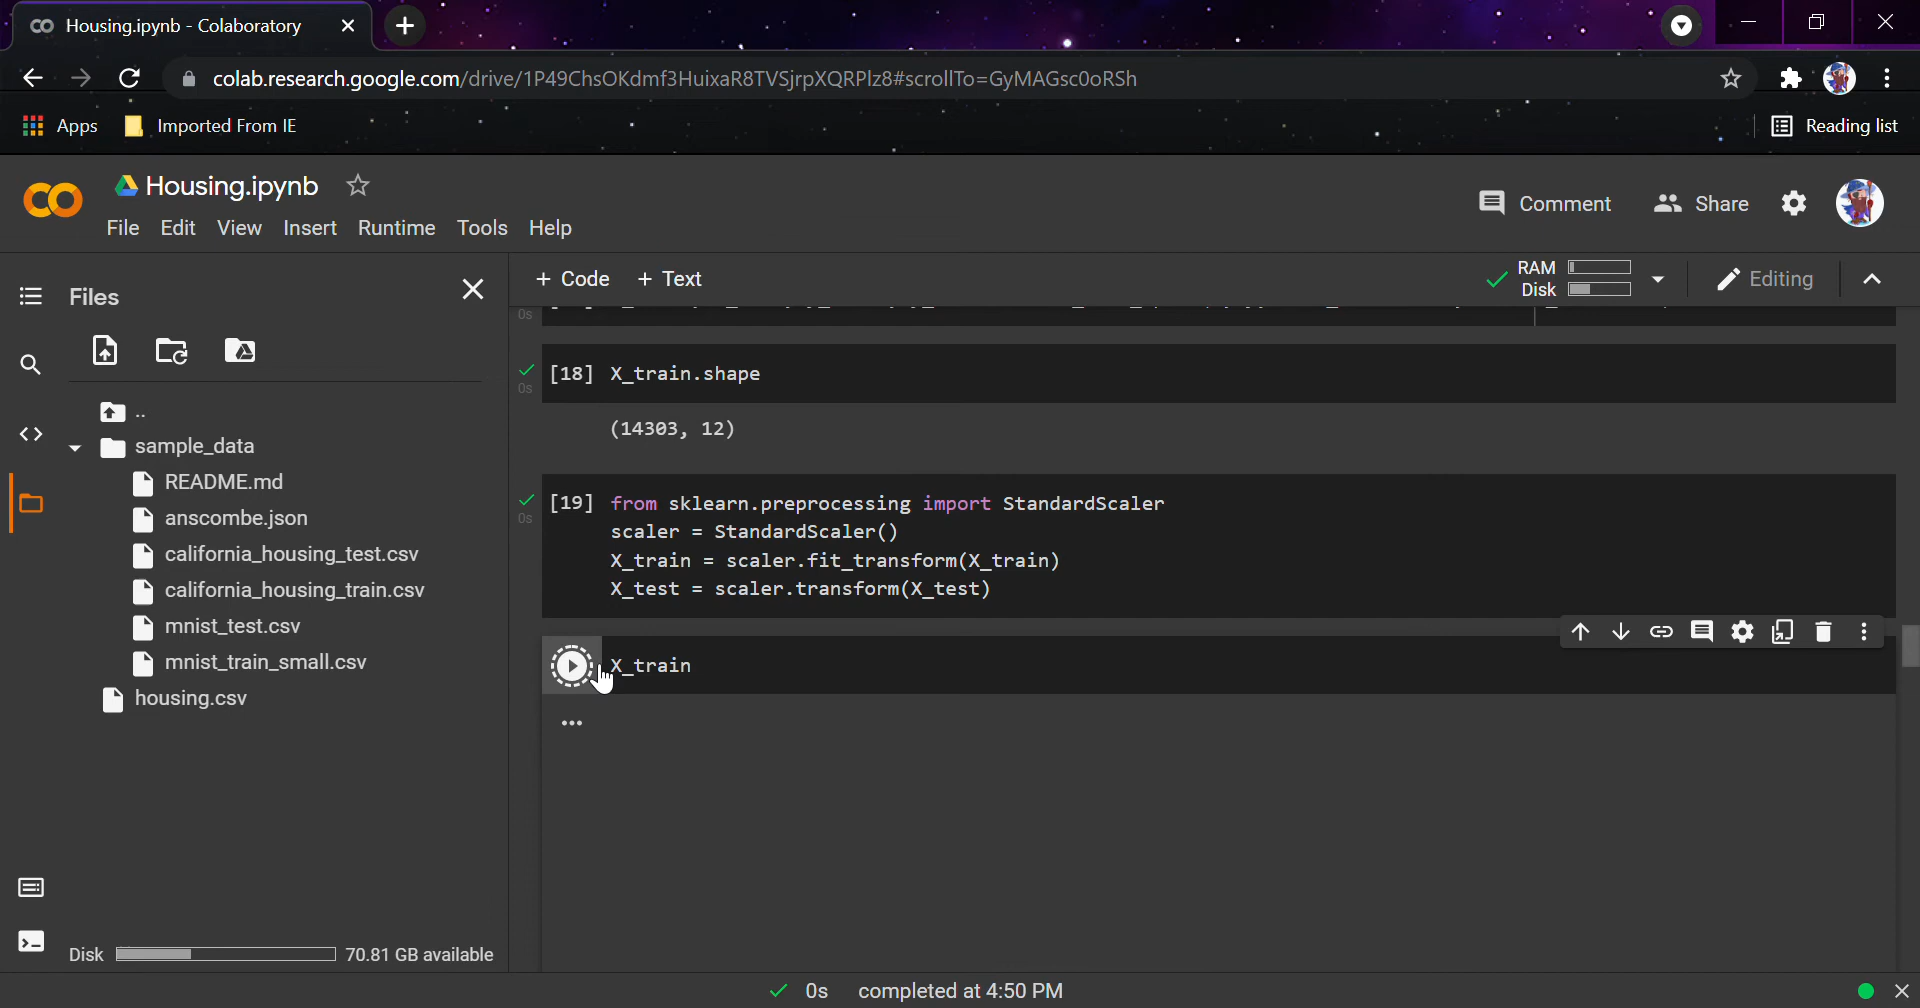 Housing.ipynb - Colaboratory
colab.research.google.com/drive/1P49ChsOKdmf3HuixaR8TVSjrpXQRPlz8#scrollTo=GyMAGsc0oRSh
Apps Imported From IE Reading list
Housing.ipynb
File Edit View Insert Runtime Tools Help
Comment Share
Files
+ Code + Text
RAM
Disk
Editing
..
sample_data
README.md
anscombe.json
california_housing_test.csv
california_housing_train.csv
mnist_test.csv
mnist_train_small.csv
housing.csv
Disk 70.81 GB available
0s
[18] X_train.shape
0s
(14303, 12)
[19] from sklearn.preprocessing import StandardScaler
0s
scaler = StandardScaler()
X_train = scaler.fit_transform(X_train)
X_test = scaler.transform(X_test)
X_train
0s completed at 4:50 PM